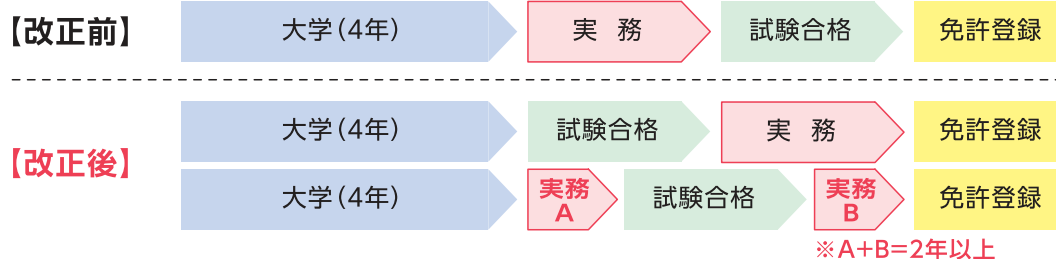 【改正前】 大学(4年) 実 務 試験合格 免許登録
【改正後】
大学(4年) 試験合格 実 務 免許登録
大学(4年) 実務A 試験合格 実務B 免許登録
※A+B=2年以上